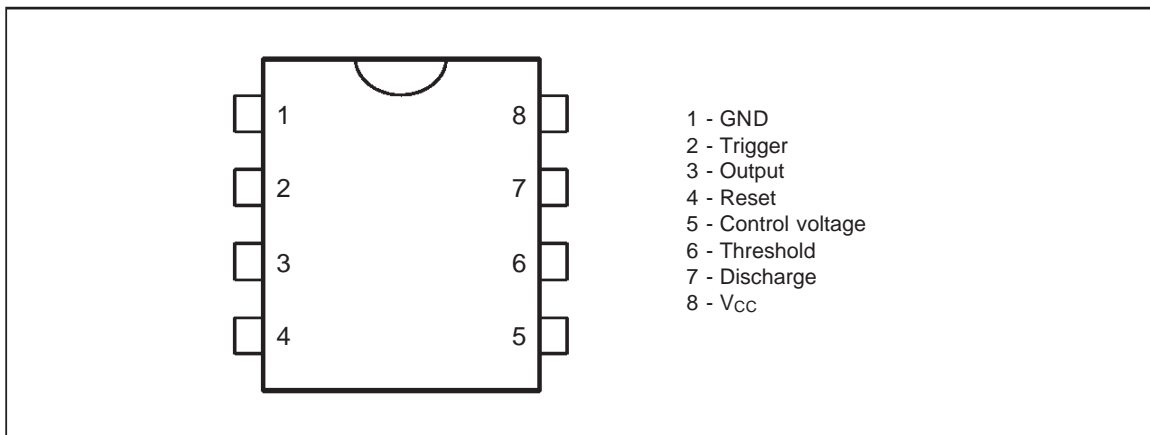 1 8
2 7
3 6
4 5
1 - GND
2 - Trigger
3 - Output
4 - Reset
5 - Control voltage
6 - Threshold
7 - Discharge
8 - VCC